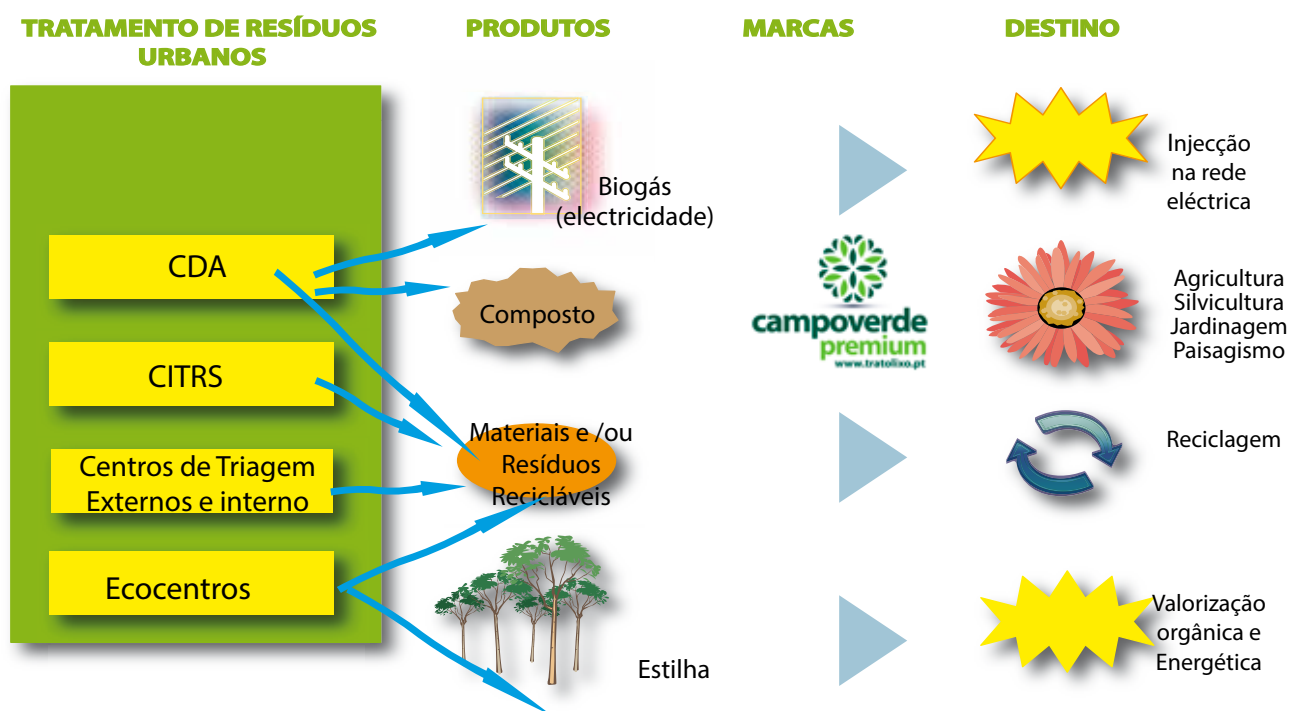 TRATAMENTO DE RESÍDUOS
URBANOS
PRODUTOS
MARCAS
DESTINO
CDA
CITRS
Centros de Triagem
Externos e interno
Ecocentros
Biogás
(electricidade)
Composto
Materiais e /ou
Resíduos
Recicláveis
Estilha
campoverde
premium
www.tratolixo.pt
Injecção
na rede
eléctrica
Agricultura
Silvicultura
Jardinagem
Paisagismo
Reciclagem
Valorização
orgânica e
Energética